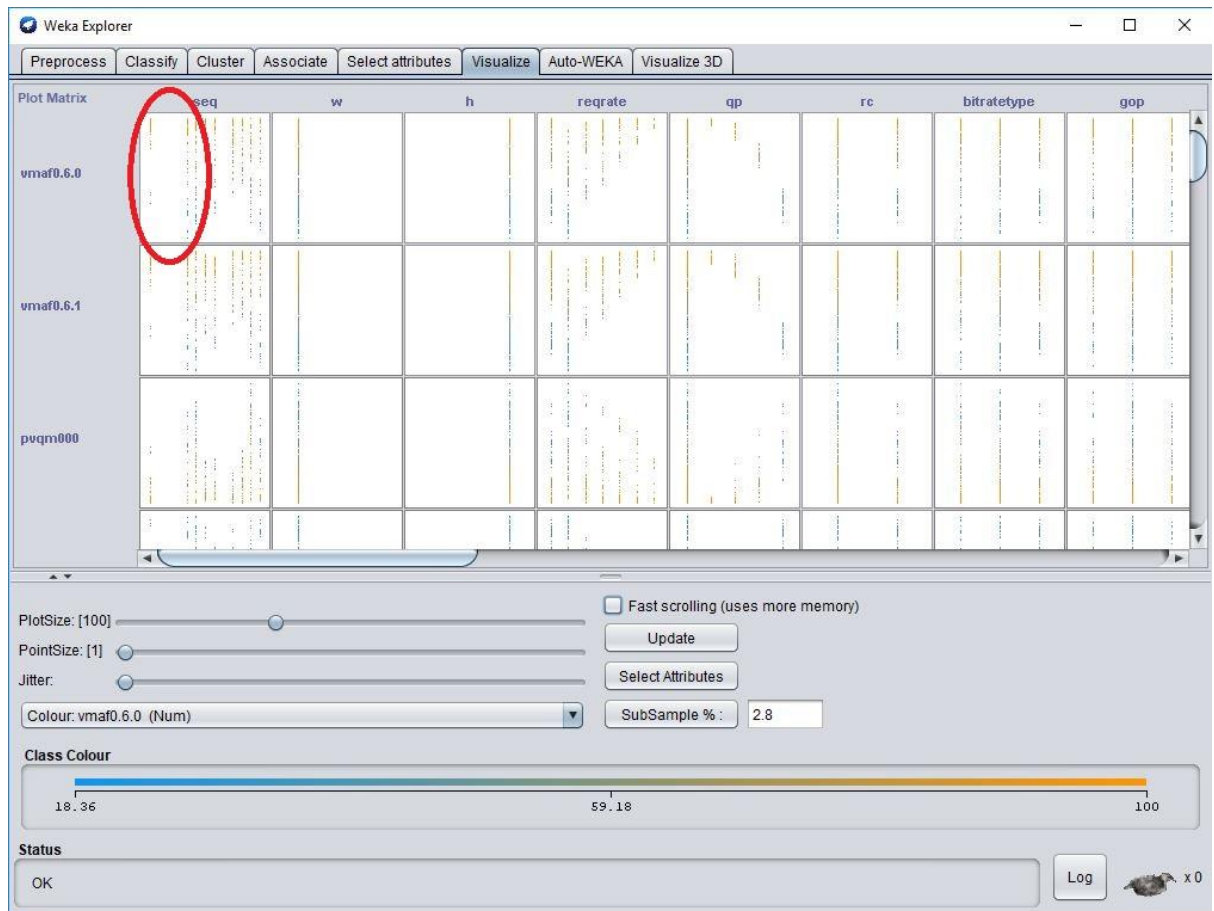 Weka Explorer
Preprocess Classify Cluster Associate Select attributes Visualize Auto-WEKA Visualize 3D
Plot Matrix seq w h reqrate qp rc bitratetype gop
vmaf0.6.0
vmaf0.6.1
pvqm000
Fast scrolling (uses more memory)
PlotSize: [100]
Update
PointSize: [1]
Select Attributes
Jitter:
Colour: vmaf0.6.0 (Num)
SubSample % : 2.8
Class Colour
18.36 59.18 100
Status
OK
Log x 0